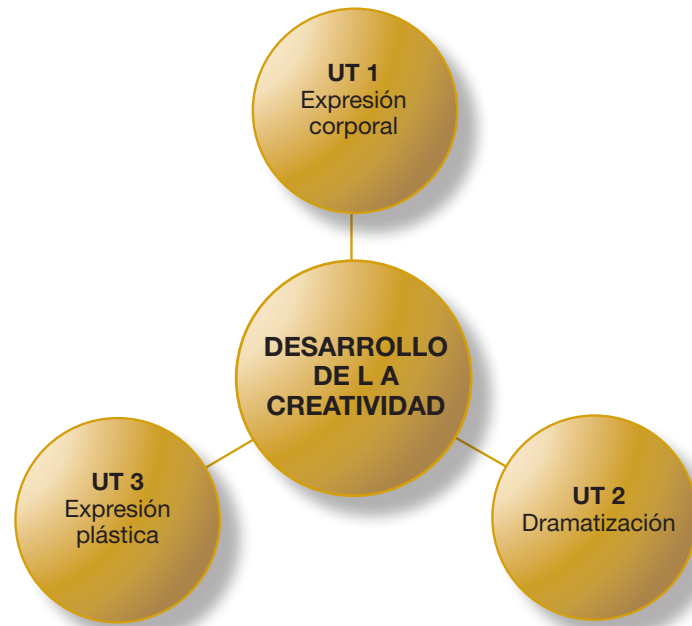 UT 1
Expresión
corporal
DESARROLLO
DE L A
CREATIVIDAD
UT 3
Expresión
plástica
UT 2
Dramatización